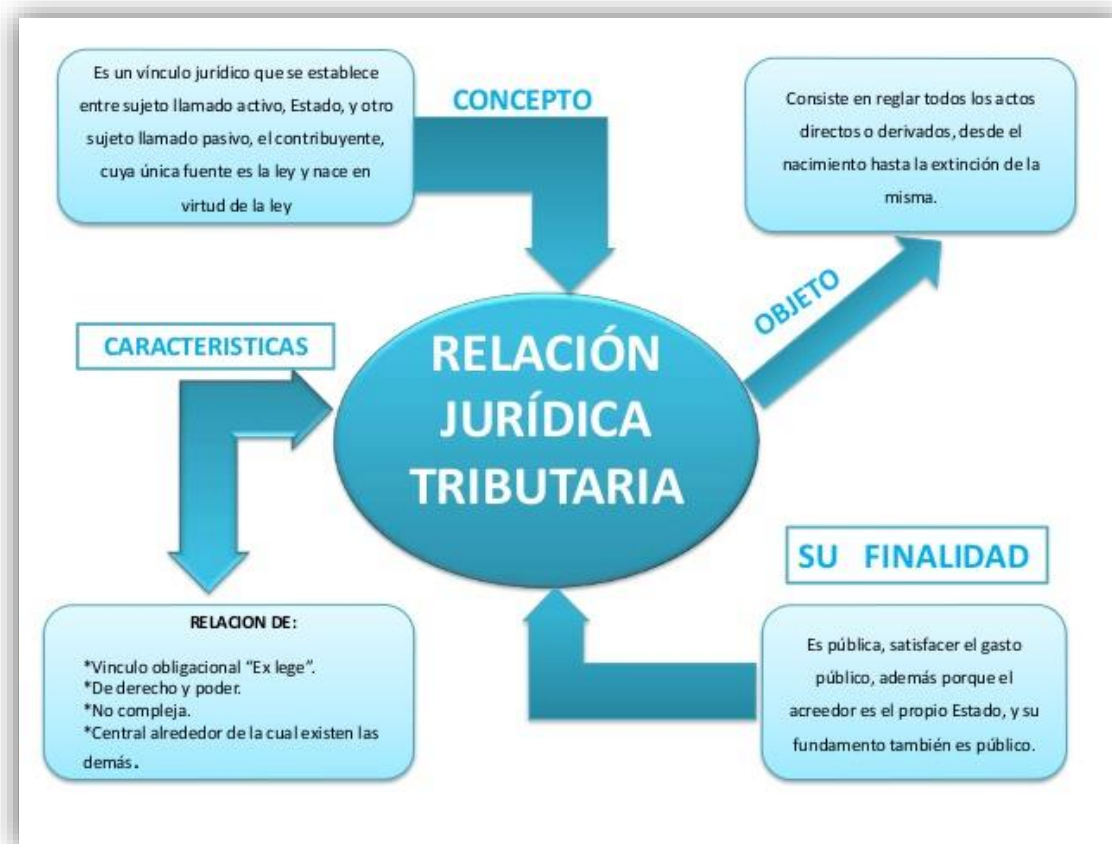 CONCEPTO
Es un vínculo jurídico que se establece
entre sujeto llamado activo, Estado, y otro
sujeto llamado pasivo, el contribuyente,
cuya única fuente es la ley y nace en
virtud de la ley
OBJETO
Consiste en reglar todos los actos
directos o derivados, desde el
nacimiento hasta la extinción de la
misma.
RELACIÓN
JURÍDICA
TRIBUTARIA
CARACTERISTICAS
RELACION DE:
*Vinculo obligacional “Ex lege”.
*De derecho y poder.
*No compleja.
*Central alrededor de la cual existen las
demás.
SU FINALIDAD
Es pública, satisfacer el gasto
público, además porque el
acreedor es el propio Estado, y su
fundamento también es público.